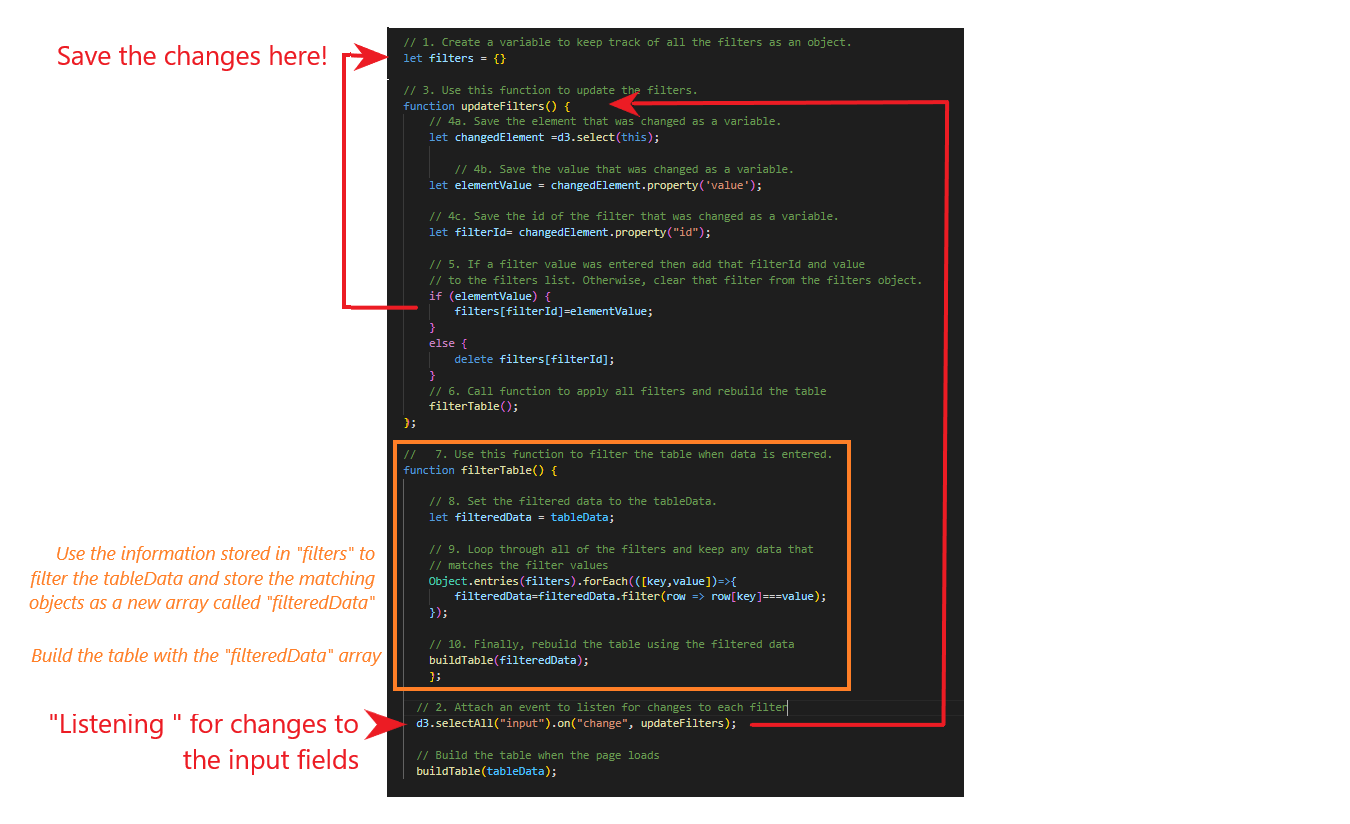 Save the changes here!
// 1. Create a variable to keep track of all the filters as an object.
let filters = {}
// 3. Use this function to update the filters.
function updateFilters() {
// 4a. Save the element that was changed as a variable.
let changedElement =d3.select(this);
// 4b. Save the value that was changed as a variable.
let elementValue = changedElement.property('value');
// 4c. Save the id of the filter that was changed as a variable.
let filterId= changedElement.property("id");
// 5. If a filter value was entered then add that filterId and value
// to the filters list. Otherwise, clear that filter from the filters object.
if (elementValue) {
filters[filterId]=elementValue;
}
else {
delete filters[filterId];
}
// 6. Call function to apply all filters and rebuild the table
filterTable();
};
//   7. Use this function to filter the table when data is entered.
function filterTable() {
// 8. Set the filtered data to the tableData.
let filteredData = tableData;
// 9. Loop through all of the filters and keep any data that
// matches the filter values
Object.entries(filters).forEach(([key,value])=>{
filteredData=filteredData.filter(row => row[key]===value);
});
// 10. Finally, rebuild the table using the filtered data
buildTable(filteredData);
};
Use the information stored in "filters" to
filter the tableData and store the matching
objects as a new array called "filteredData"
Build the table with the "filteredData" array
// 2. Attach an event to listen for changes to each filter
d3.selectAll("input").on("change", updateFilters);
// Build the table when the page loads
buildTable(tableData);
"Listening " for changes to
the input fields